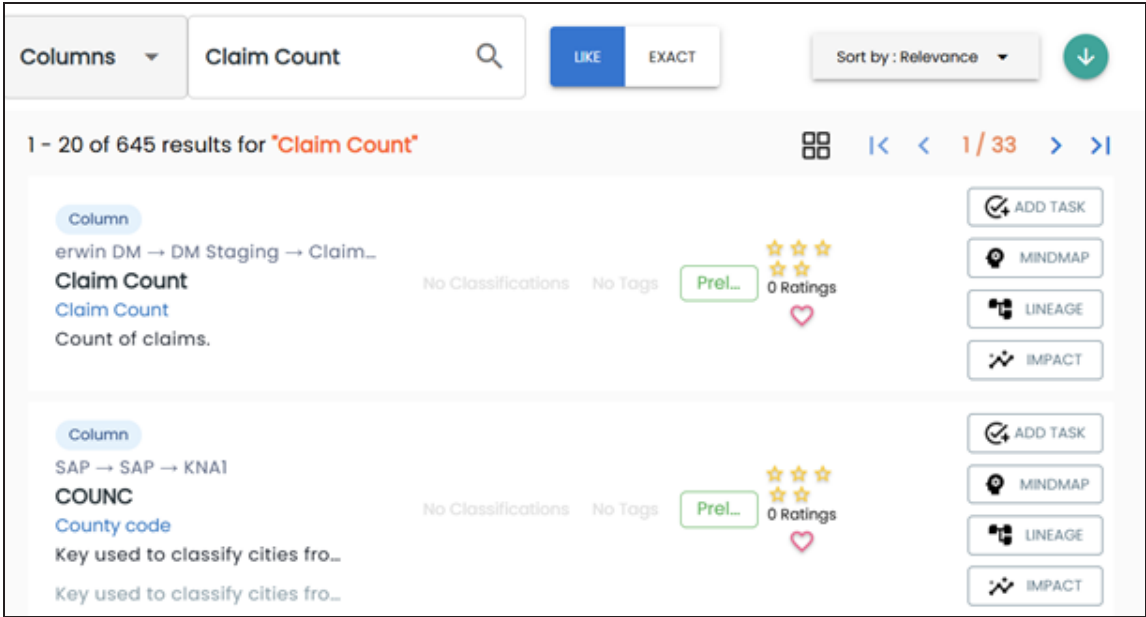 Columns Claim Count LIKE EXACT Sort by : Relevance
1 - 20 of 645 results for "Claim Count" 1 / 33
Column
erwin DM → DM Staging → Claim...
Claim Count
Claim Count
Count of claims.
No Classifications No Tags Prel... 0 Ratings
ADD TASK
MINDMAP
LINEAGE
IMPACT
Column
SAP → SAP → KNA1
COUNC
County code
Key used to classify cities fro...
Key used to classify cities fro...
No Classifications No Tags Prel... 0 Ratings
ADD TASK
MINDMAP
LINEAGE
IMPACT